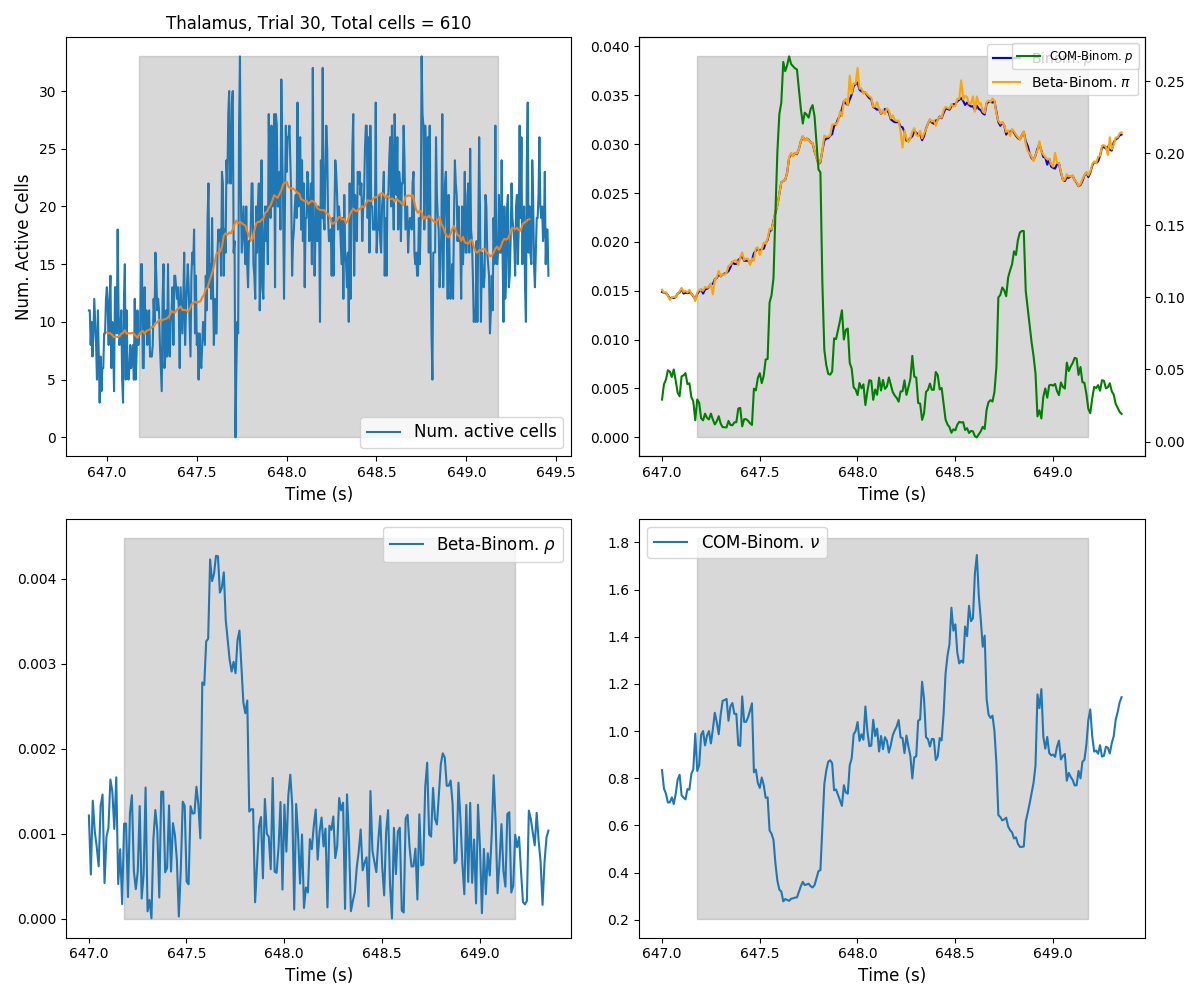 Thalamus, Trial 30, Total cells = 610
Num. Active Cells
30
25
20
15
10
5
0
Num. active cells
647.0 647.5 648.0 648.5 649.0 649.5
Time (s)
0.040
0.035
0.030
0.025
0.020
0.015
0.010
0.005
0.000
COM-Binom. p
Beta-Binom. π
0.25
0.20
0.15
0.10
0.05
0.00
647.0 647.5 648.0 648.5 649.0
Time (s)
Beta-Binom. ρ
0.004
0.003
0.002
0.001
0.000
647.0 647.5 648.0 648.5 649.0
Time (s)
COM-Binom. ν
1.8
1.6
1.4
1.2
1.0
0.8
0.6
0.4
0.2
647.0 647.5 648.0 648.5 649.0
Time (s)